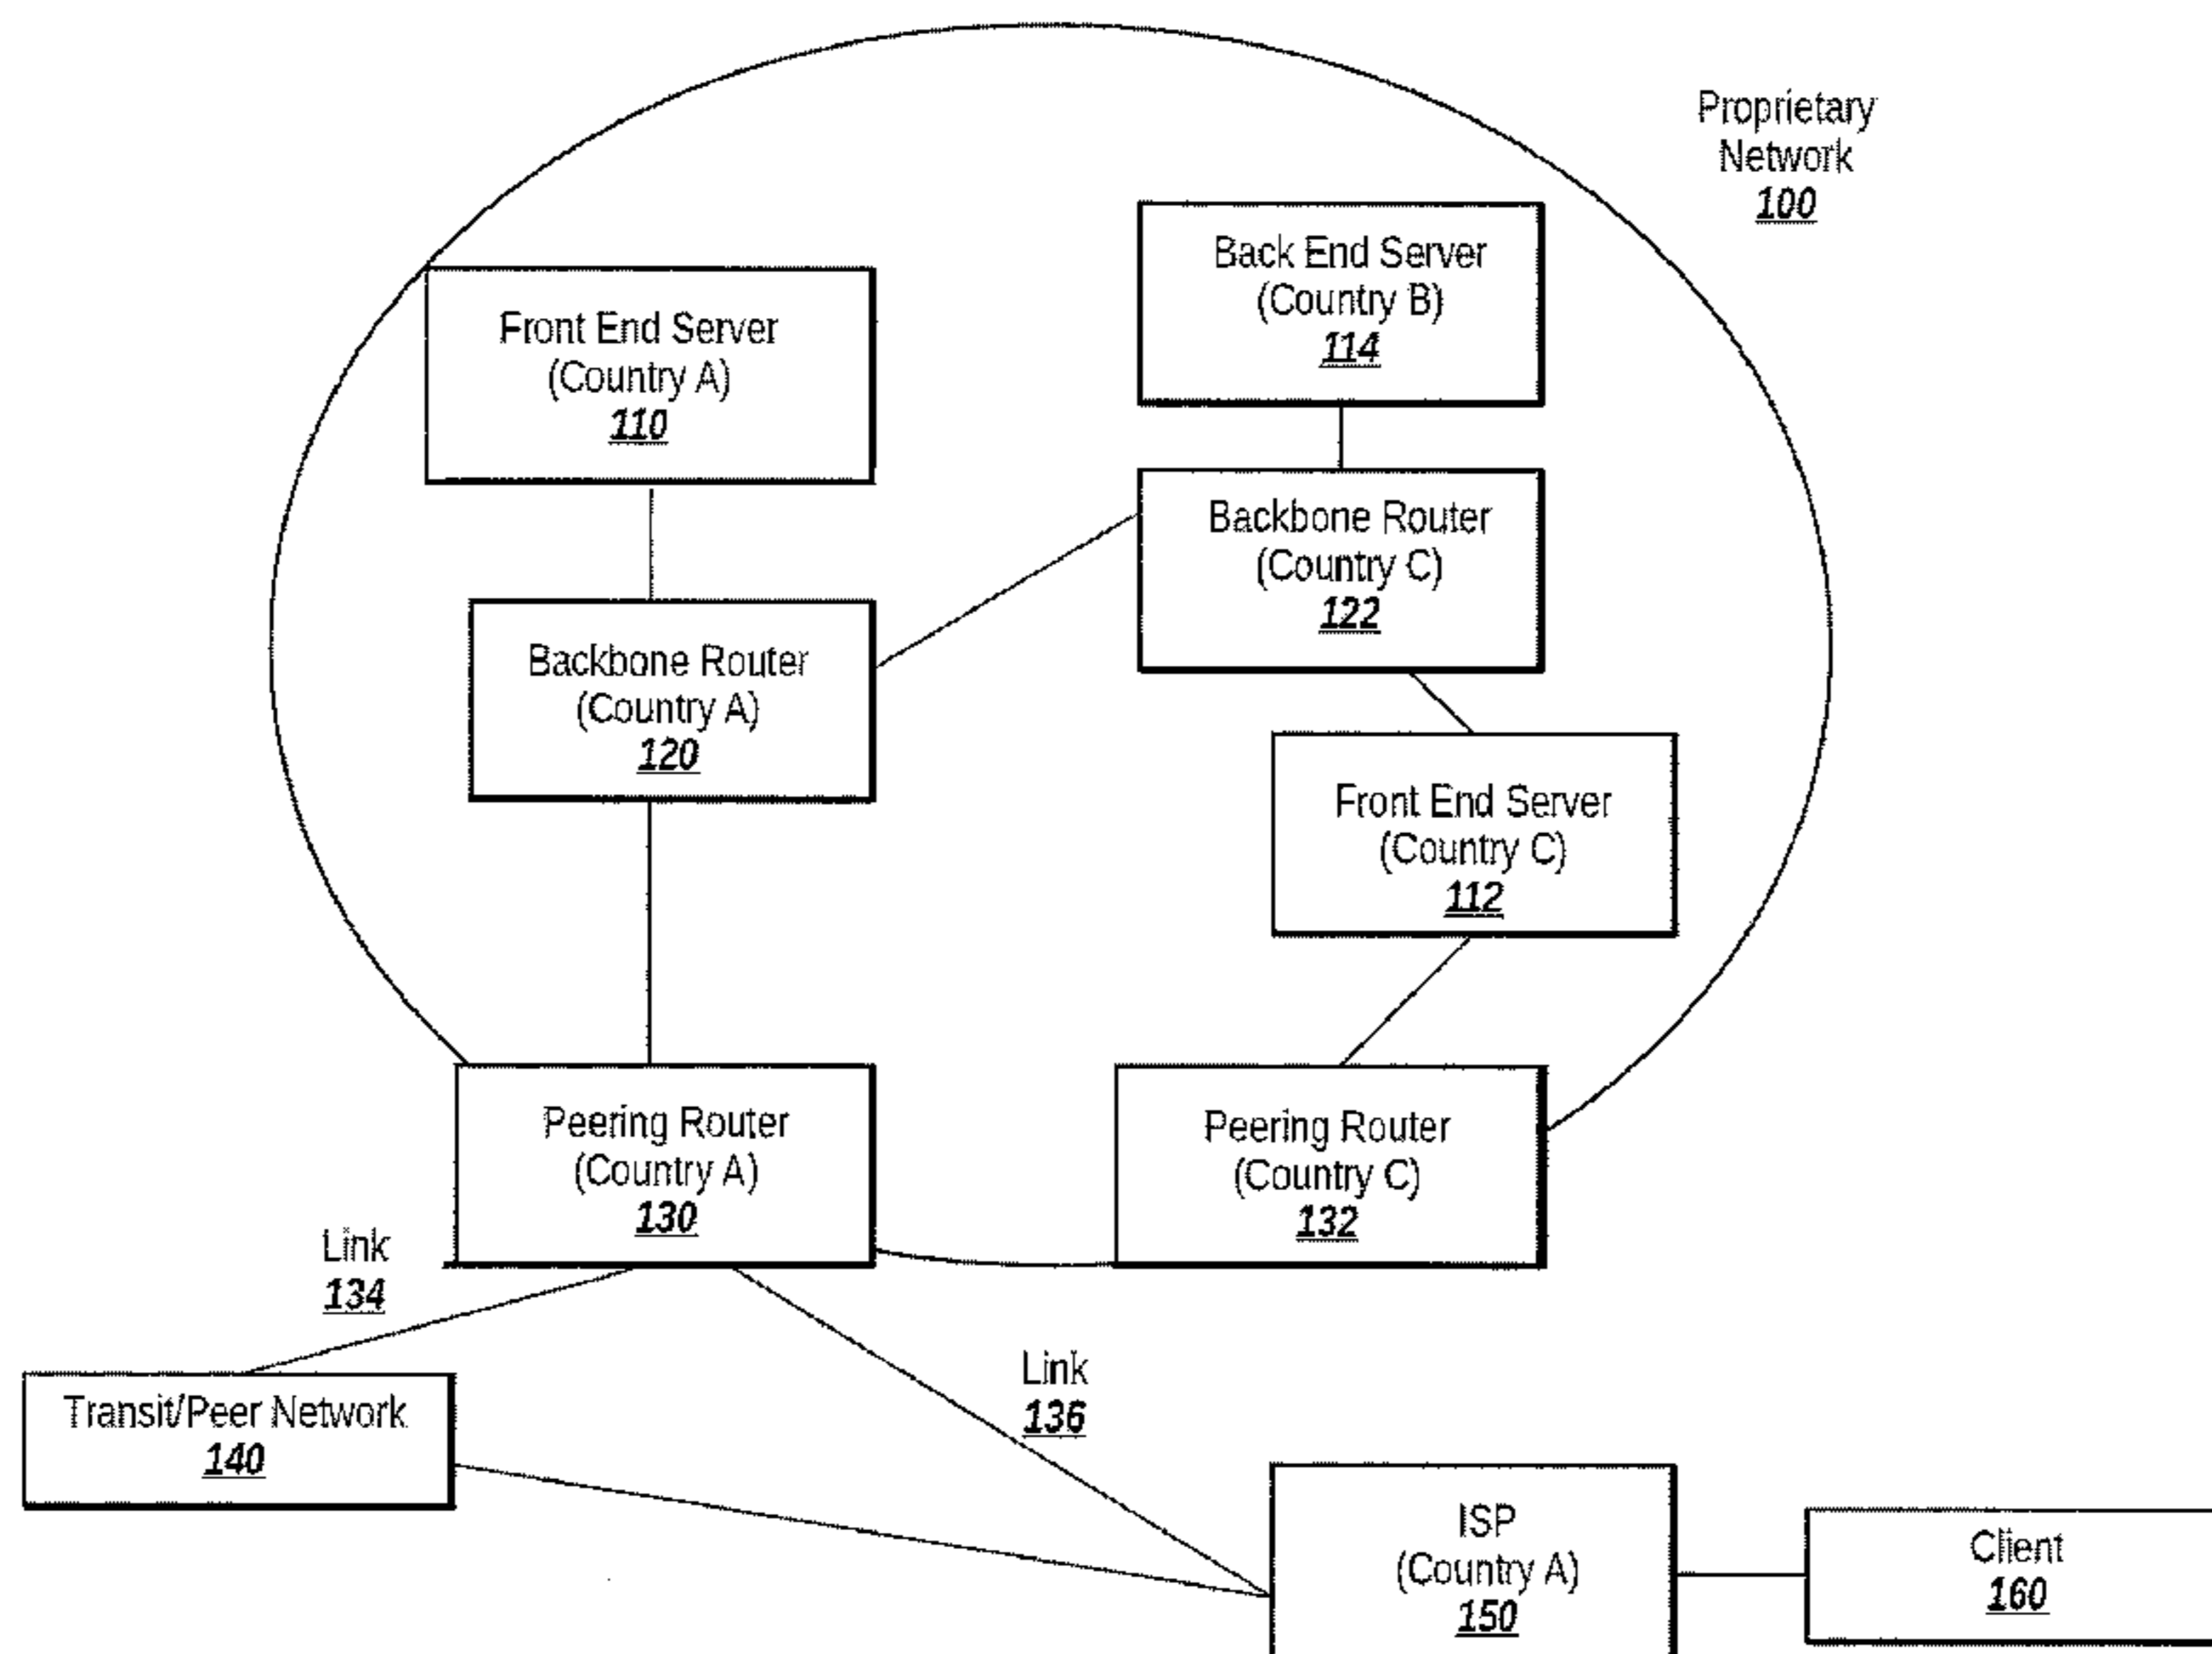 Proprietary
Network
100
Back End Server
(Country B)
114
Front End Server
(Country A)
110
Backbone Router
(Country C)
122
Backbone Router
(Country A)
120
Front End Server
(Country C)
112
Peering Router
(Country A)
130
Peering Router
(Country C)
132
Link
134
Link
136
Transit/Peer Network
140
ISP
(Country A)
150
Client
160